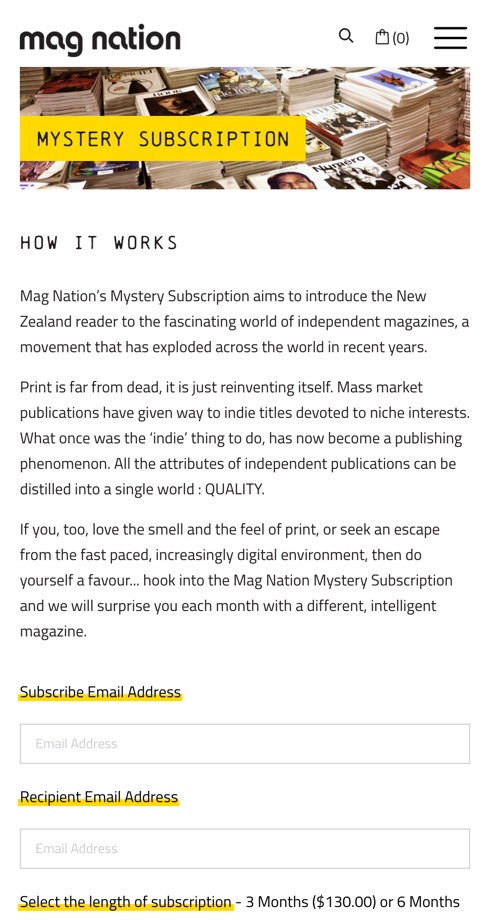 mag nation
(0)
Numéro
MYSTERY SUBSCRIPTION
HOW IT WORKS
Mag Nation’s Mystery Subscription aims to introduce the New
Zealand reader to the fascinating world of independent magazines, a
movement that has exploded across the world in recent years.
Print is far from dead, it is just reinventing itself. Mass market
publications have given way to indie titles devoted to niche interests.
What once was the ‘indie’ thing to do, has now become a publishing
phenomenon. All the attributes of independent publications can be
distilled into a single world : QUALITY.
If you, too, love the smell and the feel of print, or seek an escape
from the fast paced, increasingly digital environment, then do
yourself a favour... hook into the Mag Nation Mystery Subscription
and we will surprise you each month with a different, intelligent
magazine.
Subscribe Email Address
Email Address
Recipient Email Address
Email Address
Select the length of subscription - 3 Months ($130.00) or 6 Months